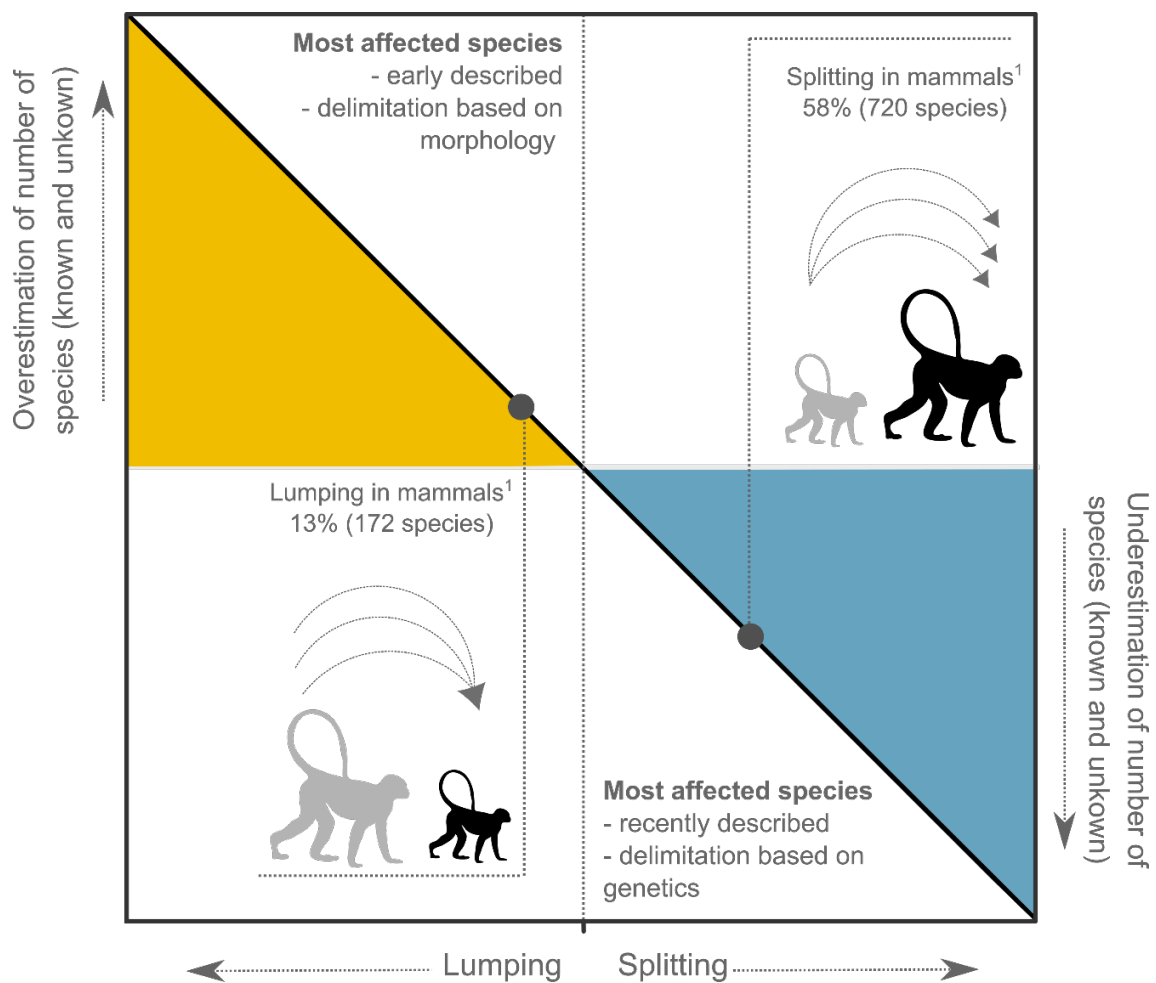 Overestimation of number of
species (known and unkown)
Most affected species
- early described
- delimitation based on
morphology
Splitting in mammals¹
58% (720 species)
Lumping in mammals¹
13% (172 species)
Most affected species
- recently described
- delimitation based on
genetics
Underestimation of number of
species (known and unkown)
Lumping
Splitting